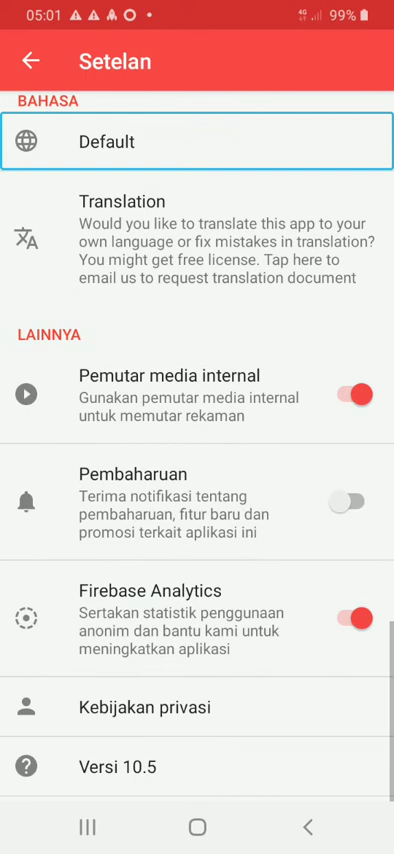 05:01
4G 99%
Setelan
BAHASA
Default
Translation
Would you like to translate this app to your
own language or fix mistakes in translation?
You might get free license. Tap here to
email us to request translation document
LAINNYA
Pemutar media internal
Gunakan pemutar media internal
untuk memutar rekaman
Pembaharuan
Terima notifikasi tentang
pembaharuan, fitur baru dan
promosi terkait aplikasi ini
Firebase Analytics
Sertakan statistik penggunaan
anonim dan bantu kami untuk
meningkatkan aplikasi
Kebijakan privasi
Versi 10.5